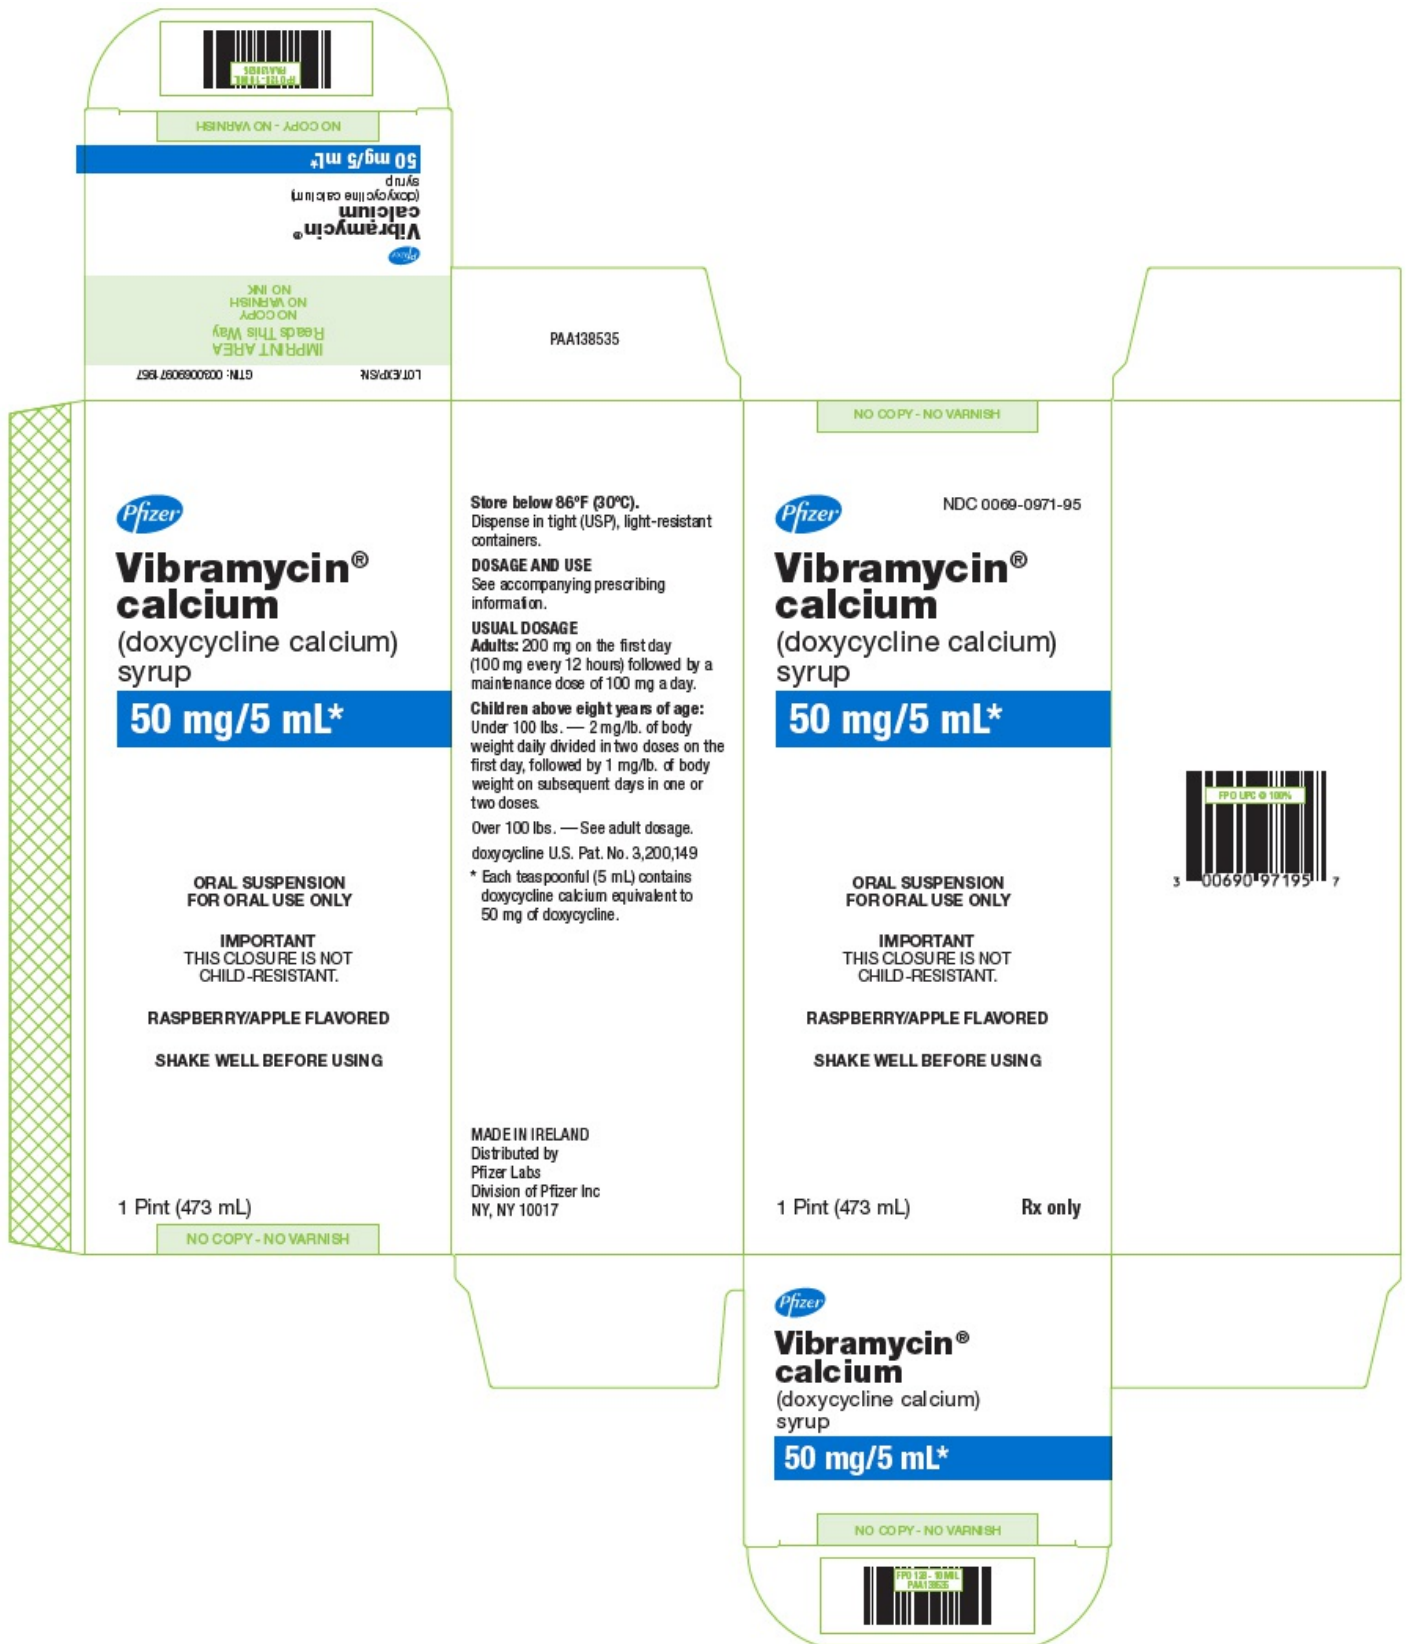 LOT/EXP/SN: GTIN: 00300690971957
IMPRINT AREA
Reads This Way
NO COPY
NO VARNISH
NO INK
Pfizer
Vibramycin®
calcium
(doxycycline calcium)
syrup
50 mg/5 mL*
NO COPY - NO VARNISH
FPO 128 - 10 MIL
PAA138535
PAA138535
Pfizer
Vibramycin®
calcium
(doxycycline calcium)
syrup
50 mg/5 mL*
ORAL SUSPENSION
FOR ORAL USE ONLY
IMPORTANT
THIS CLOSURE IS NOT
CHILD-RESISTANT.
RASPBERRY/APPLE FLAVORED
SHAKE WELL BEFORE USING
1 Pint (473 mL)
NO COPY - NO VARNISH
Store below 86ºF (30ºC).
Dispense in tight (USP), light-resistant
containers.
DOSAGE AND USE
See accompanying prescribing
information.
USUAL DOSAGE
Adults: 200 mg on the first day
(100 mg every 12 hours) followed by a
maintenance dose of 100 mg a day.
Children above eight years of age:
Under 100 lbs. — 2 mg/lb. of body
weight daily divided in two doses on the
first day, followed by 1 mg/lb. of body
weight on subsequent days in one or
two doses.
Over 100 lbs. — See adult dosage.
doxycycline U.S. Pat. No. 3,200,149
* Each teaspoonful (5 mL) contains
doxycycline calcium equivalent to
50 mg of doxycycline.
MADE IN IRELAND
Distributed by
Pfizer Labs
Division of Pfizer Inc
NY, NY 10017
NO COPY - NO VARNISH
Pfizer NDC 0069-0971-95
Vibramycin®
calcium
(doxycycline calcium)
syrup
50 mg/5 mL*
ORAL SUSPENSION
FOR ORAL USE ONLY
IMPORTANT
THIS CLOSURE IS NOT
CHILD-RESISTANT.
RASPBERRY/APPLE FLAVORED
SHAKE WELL BEFORE USING
1 Pint (473 mL) Rx only
FPO UPC @ 100%
3 00690 97195 7
Pfizer
Vibramycin®
calcium
(doxycycline calcium)
syrup
50 mg/5 mL*
NO COPY - NO VARNISH
FPO 128 - 10 MIL
PAA138535